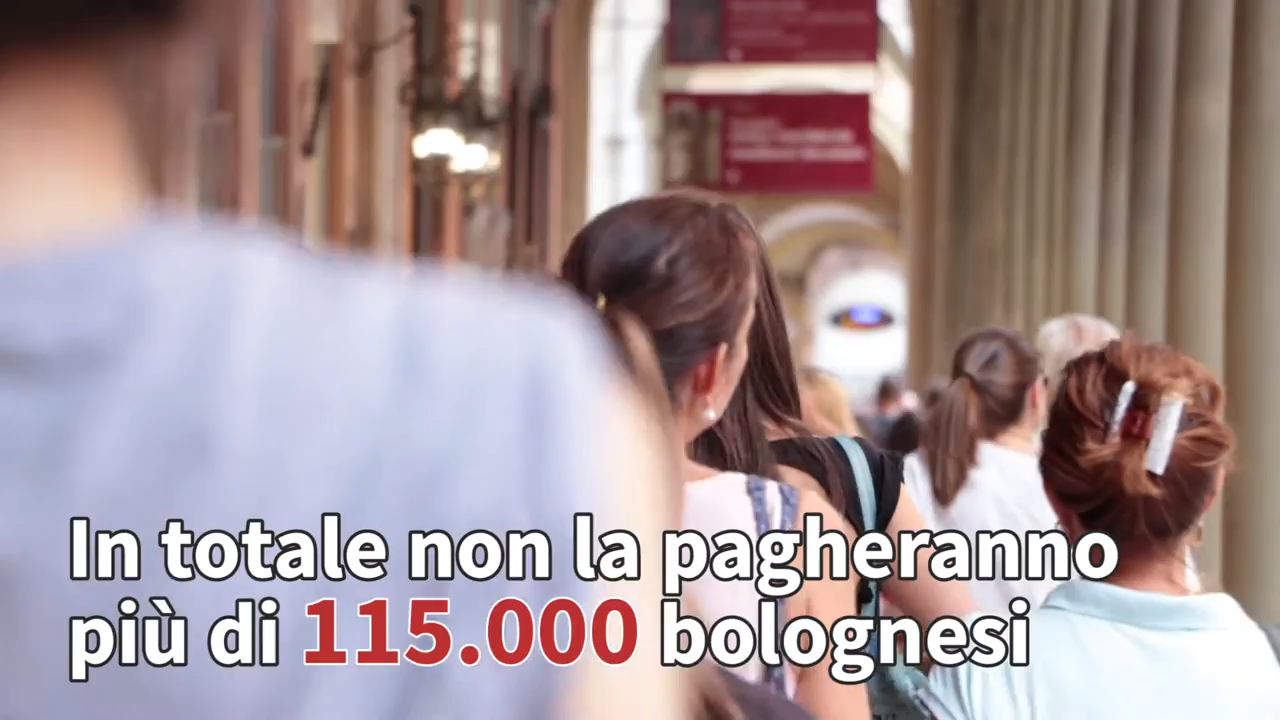 In totale non la pagheranno
più di 115.000 bolognesi